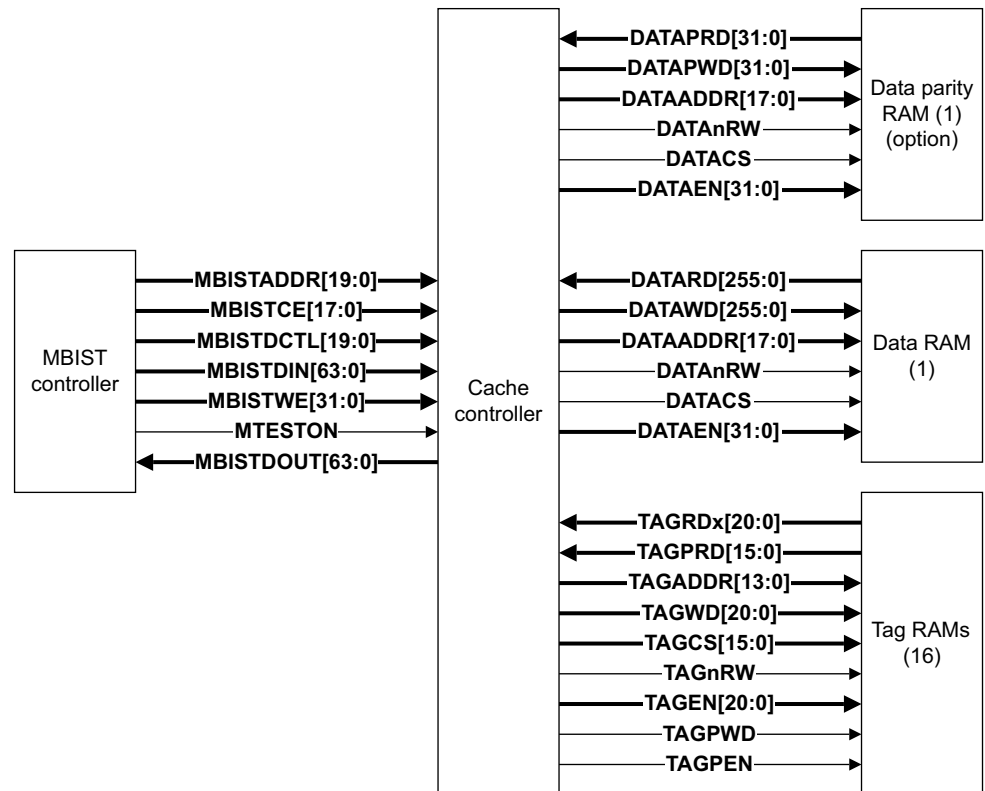 DATAPRD[31:0]
DATAPWD[31:0]
DATAADDR[17:0]
DATAnRW
DATACS
DATAEN[31:0]
Data parity
RAM (1)
(option)
MBIST
controller
MBISTADDR[19:0]
MBISTCE[17:0]
MBISTDCTL[19:0]
MBISTDIN[63:0]
MBISTWE[31:0]
MTESTON
MBISTDOUT[63:0]
Cache
controller
DATARD[255:0]
DATAWD[255:0]
DATAADDR[17:0]
DATAnRW
DATACS
DATAEN[31:0]
Data RAM
(1)
TAGRDx[20:0]
TAGPRD[15:0]
TAGADDR[13:0]
TAGWD[20:0]
TAGCS[15:0]
TAGnRW
TAGEN[20:0]
TAGPWD
TAGPEN
Tag RAMs
(16)